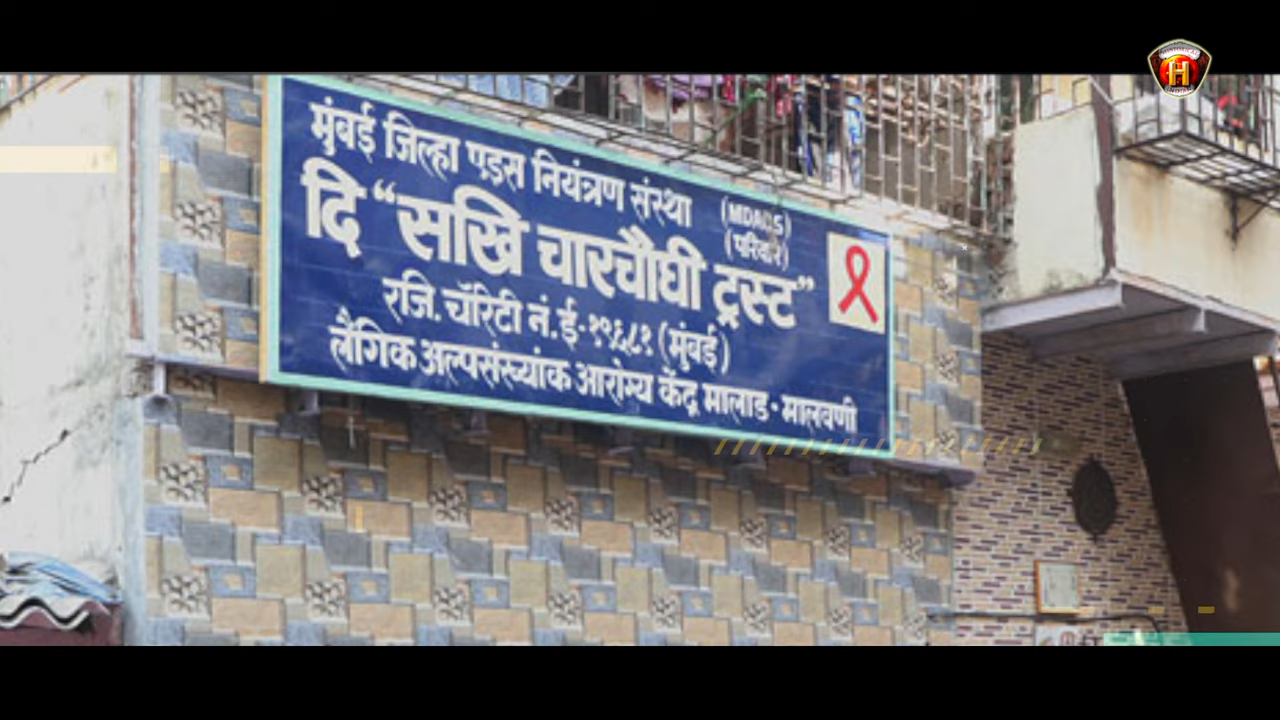 मुंबई जिल्हा एड्स नियंत्रण संस्था (MDACS)
(परिवार)
दि “सखि चारचौघी ट्रस्ट”
रजि. चॅरिटी नं. ई-१९६८१ (मुंबई)
लैंगिक अल्पसंख्यांक आरोग्य केंद्र मालाड-मालवणी
H